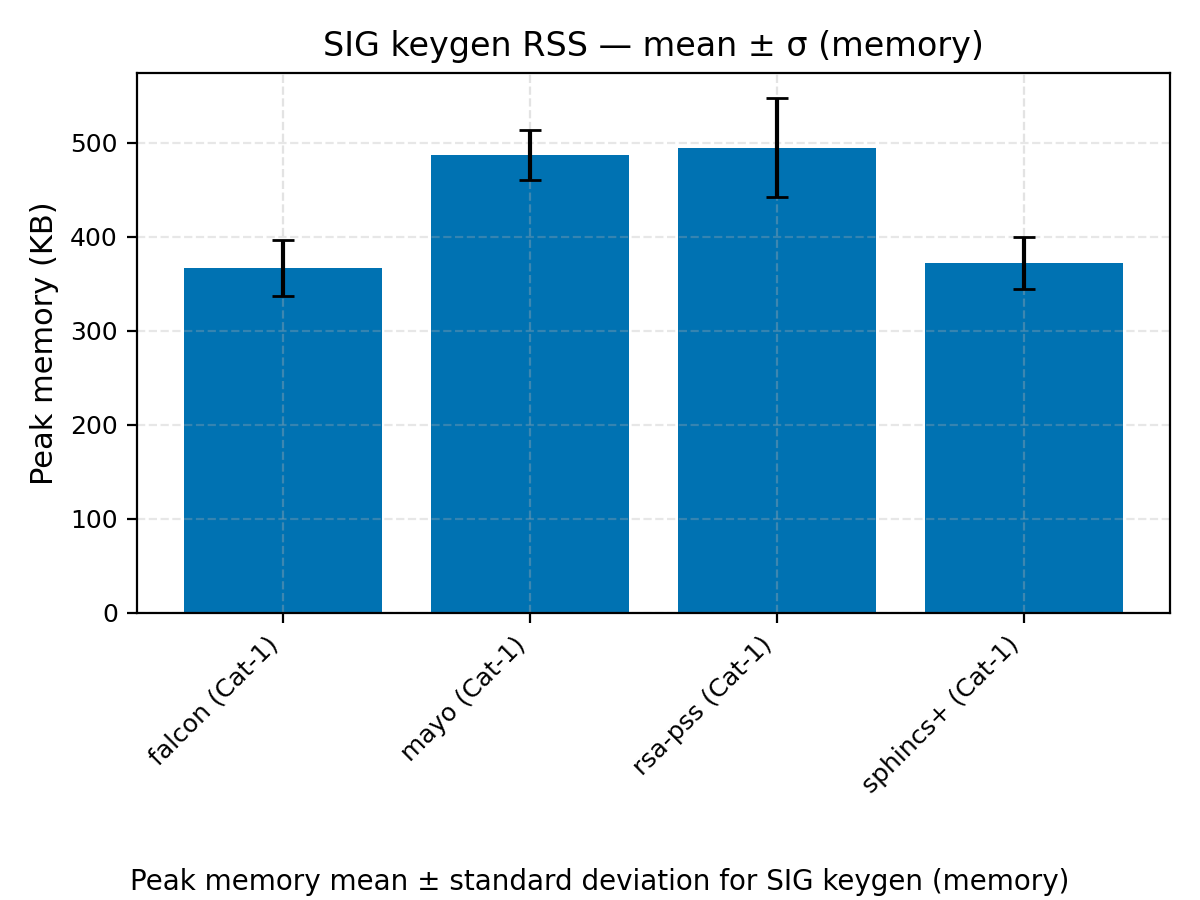 SIG keygen RSS — mean ± σ (memory)
Peak memory (KB)
500
400
300
200
100
0
falcon (Cat-1)
mayo (Cat-1)
rsa-pss (Cat-1)
sphincs+ (Cat-1)
Peak memory mean ± standard deviation for SIG keygen (memory)